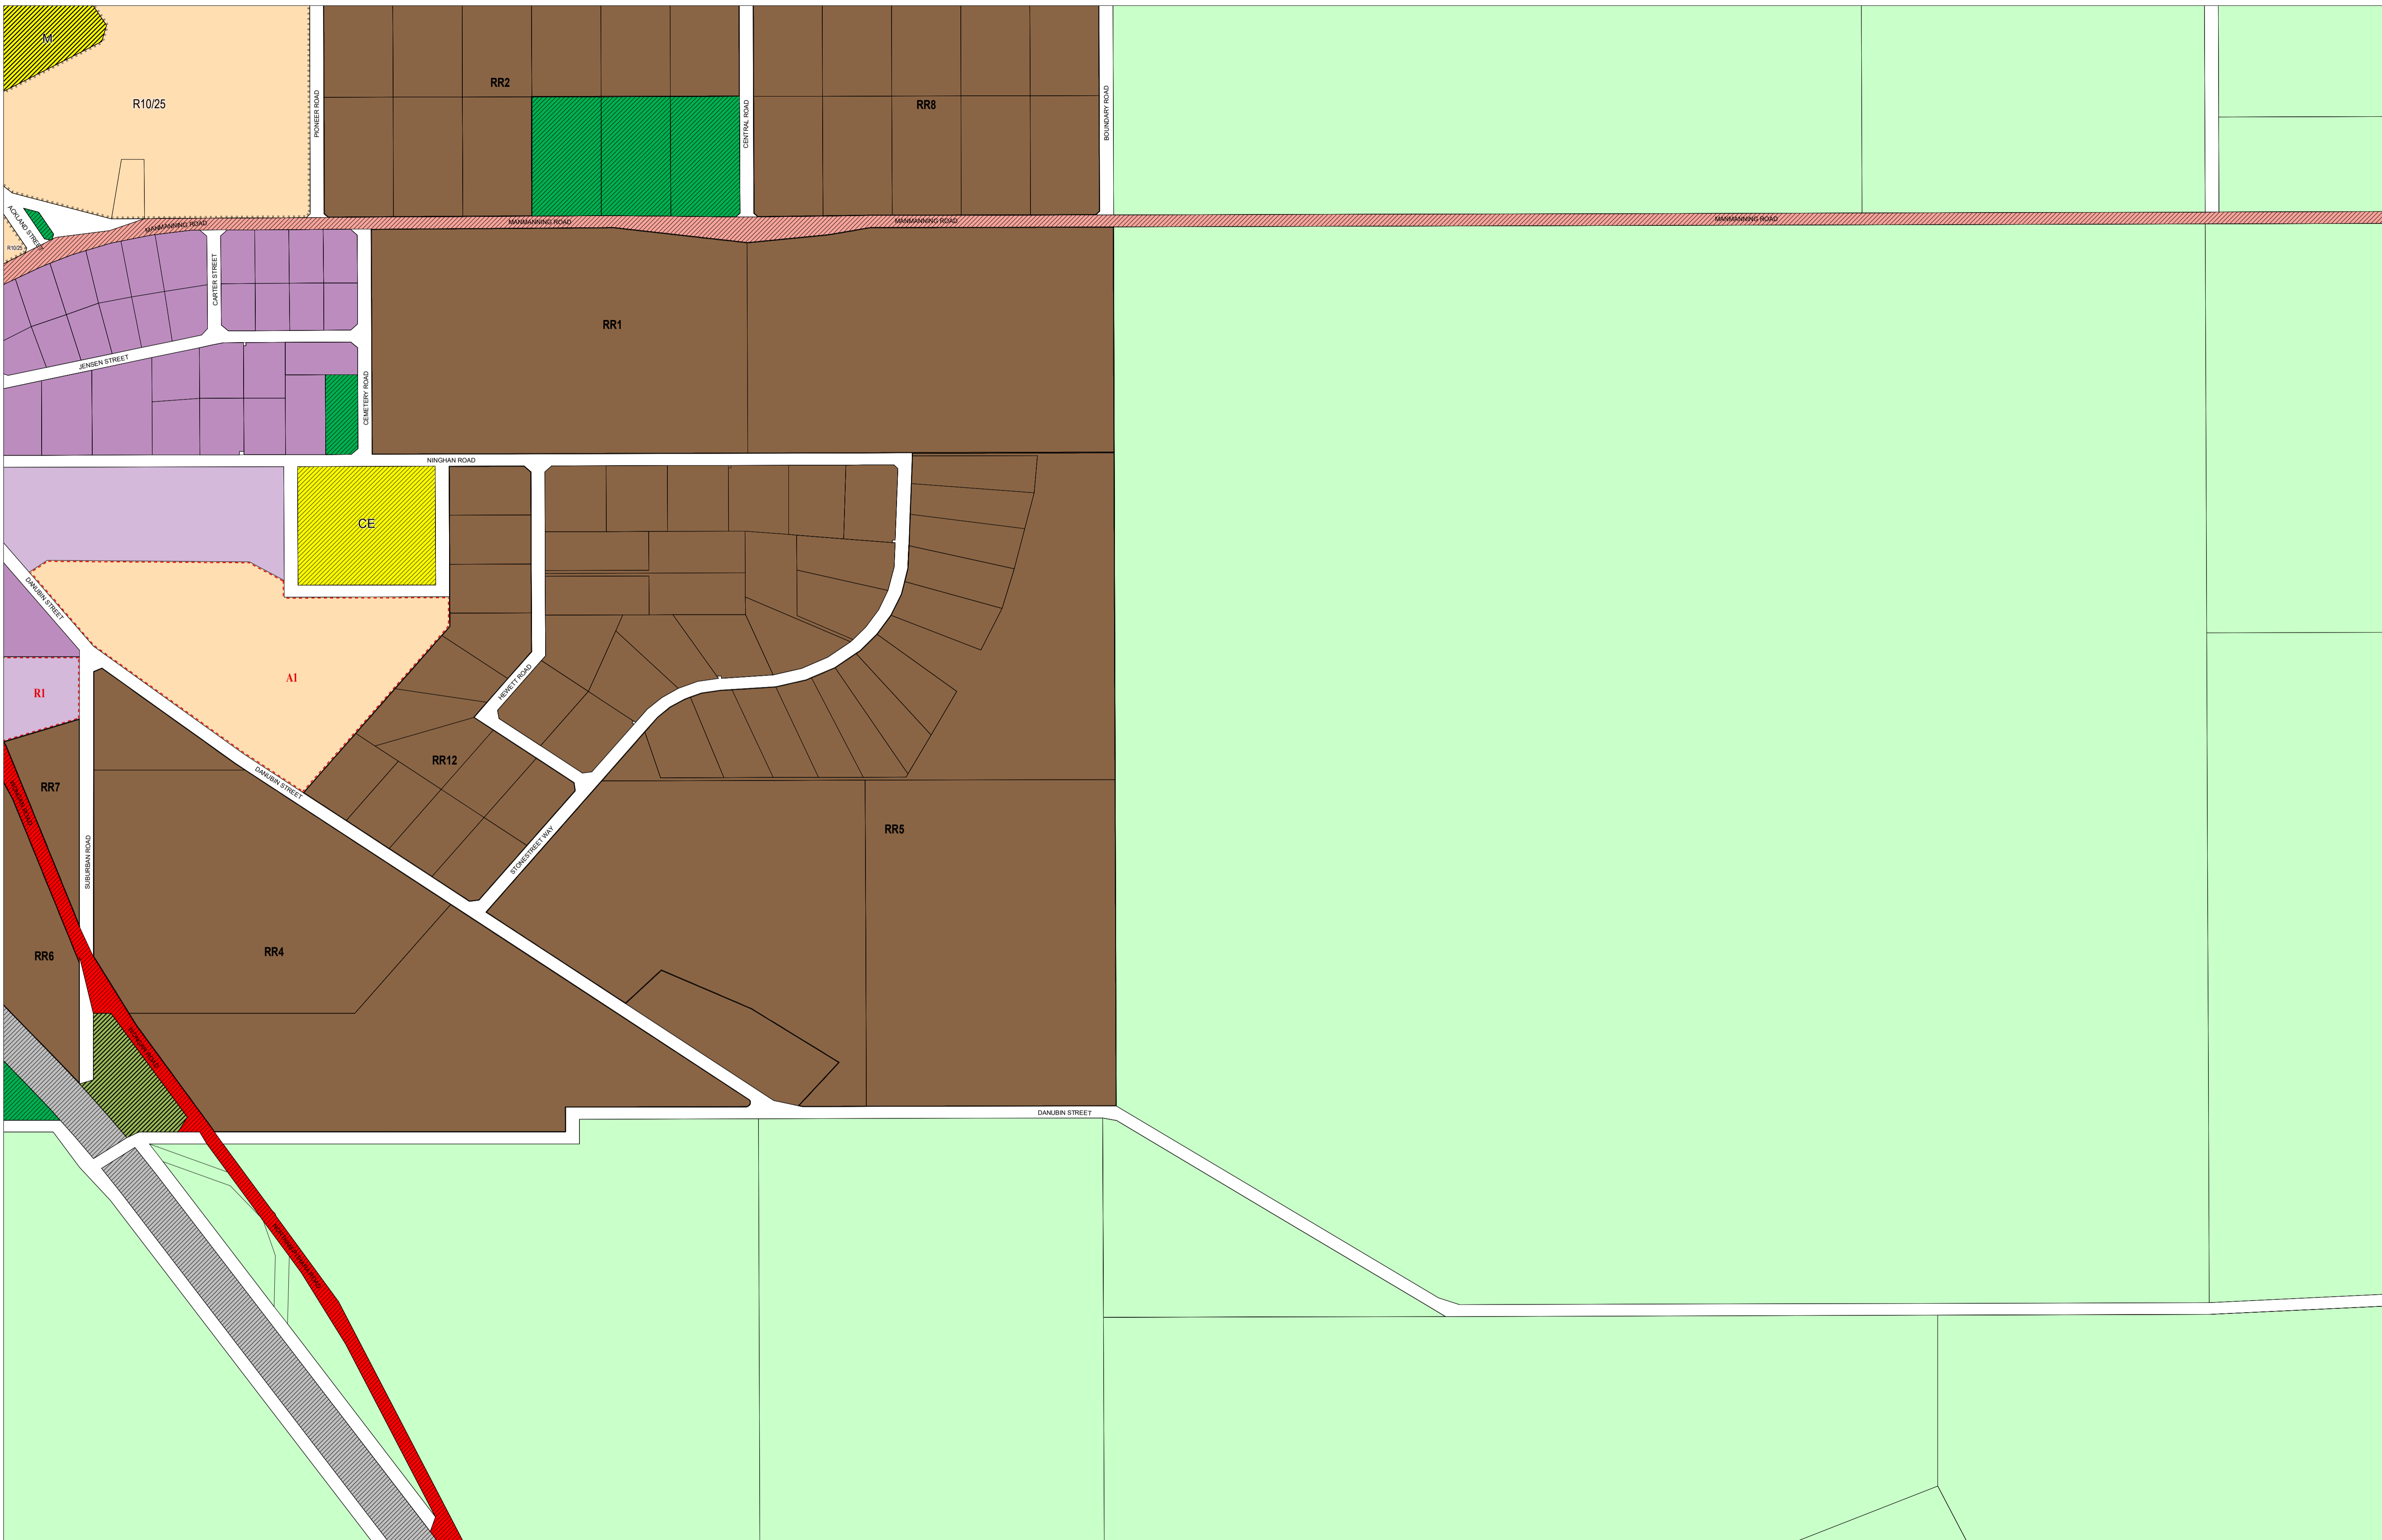 M
RR2
R10/25
RR8
PIONEER ROAD
CENTRAL ROAD
BOUNDARY ROAD
ACKLAND STREET
MANMANNING ROAD
MANMANNING ROAD
MANMANNING ROAD
MANMANNING ROAD
R10/25
CARTER STREET
RR1
JENSEN STREET
CEMETERY ROAD
NINGHAN ROAD
CE
DANUBIN STREET
A1
R1
HEWETT ROAD
RR12
DANUBIN STREET
RR7
RR5
SUBURBAN ROAD
STONESTREET WAY
RR4
RR6
DANUBIN STREET